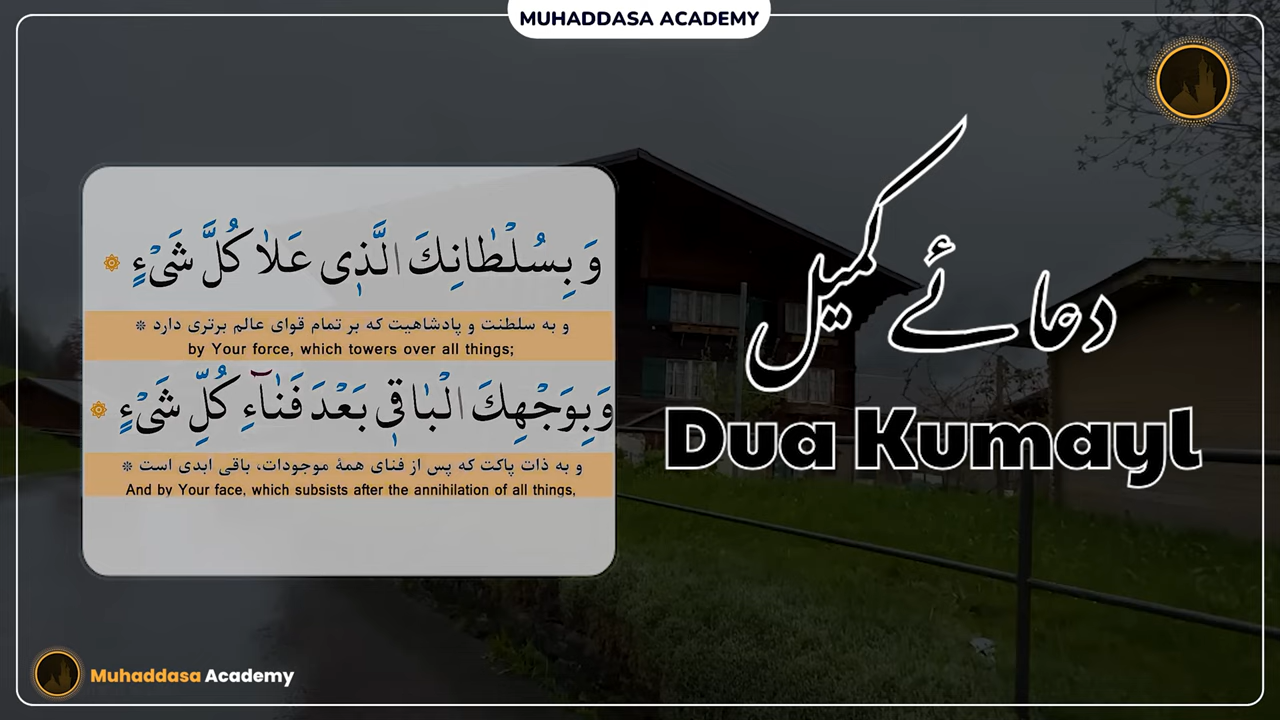 MUHADDASA ACADEMY
وَ بِسُلْطٰانِكَ الَّذٖى عَلاٰ كُلَّ شَىْءٍ
و به سلطنت و پادشاهیت که بر تمام قوای عالم برتری دارد *
by Your force, which towers over all things;
وَبِوَجْهِكَ الْبٰاقٖى بَعْدَ فَنٰآءِ كُلِّ شَىْءٍ
و به ذات پاکت که پس از فنای همهٔ موجودات، باقی ابدی است *
And by Your face, which subsists after the annihilation of all things,
دعائے کمیل
Dua Kumayl
Muhaddasa Academy